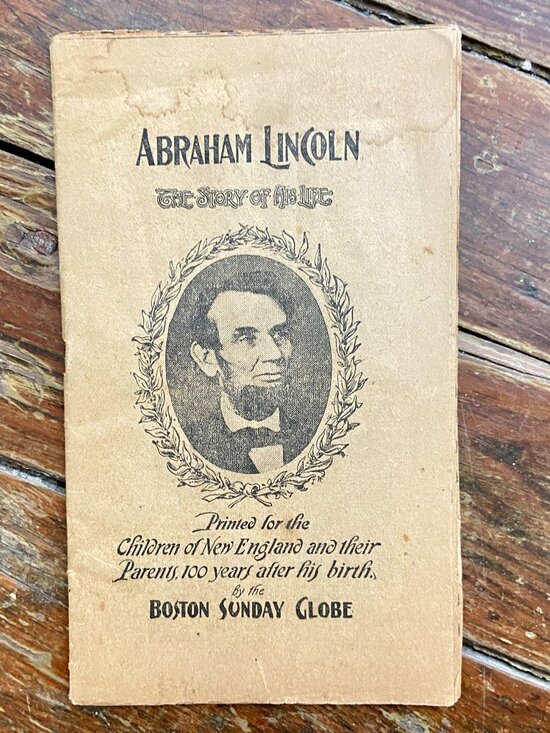 ABRAHAM LINCOLN
THE STORY OF HIS LIFE
Printed for the
Children of New England and their
Parents, 100 years after his birth,
by the
BOSTON SUNDAY GLOBE